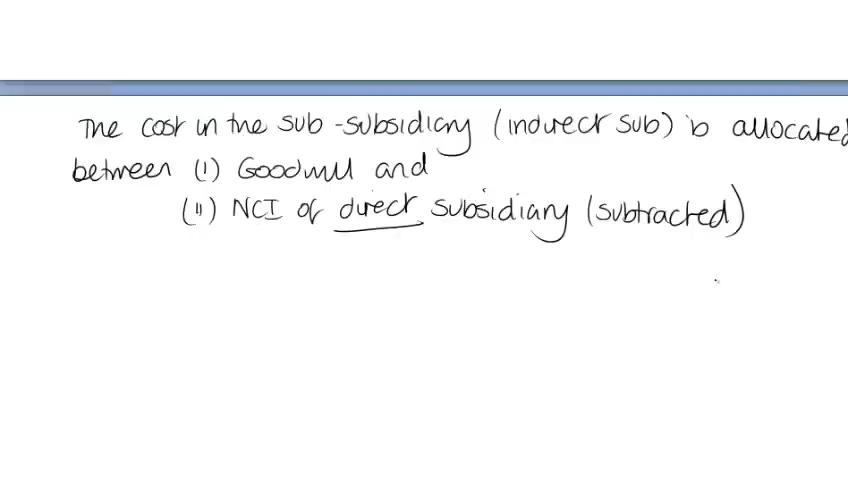 The cost in the sub-subsidiary (indirect sub) is allocated
between (i) Goodwill and
(ii) NCI of direct subsidiary (subtracted)